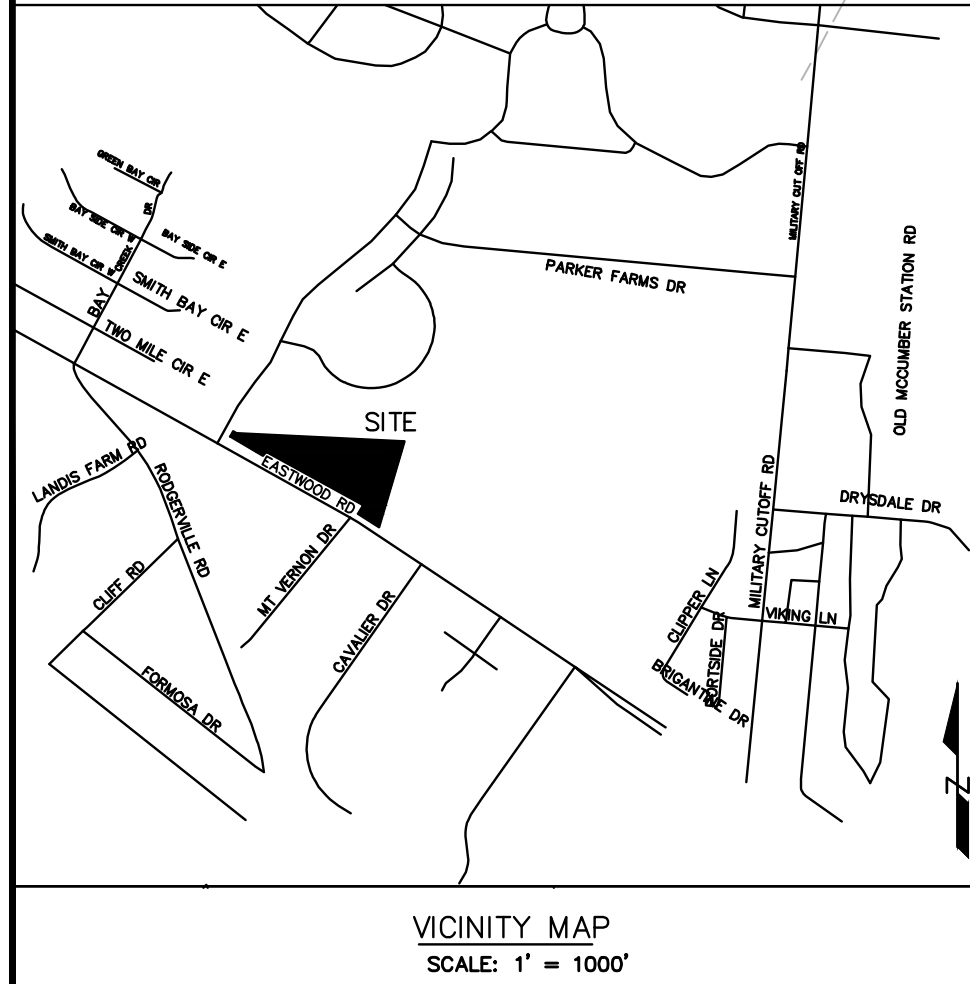 GREEN BAY CIR
BAY SIDE CIR W
BAY SIDE CIR E
SMITH BAY CIR W
SMITH BAY CIR E
BAY CREEK DR
TWO MILE CIR E
PARKER FARMS DR
MILITARY CUT OFF RD
OLD MCCUMBER STATION RD
SITE
EASTWOOD RD
LANDIS FARM RD
RODGERVILLE RD
CLIFF RD
FORMOSA DR
MT VERNON DR
CAVALIER DR
MILITARY CUTOFF RD
DRYSDALE DR
CLIPPER LN
VIKING LN
PORTSIDE DR
BRIGANTINE DR
N
VICINITY MAP
SCALE: 1' = 1000'